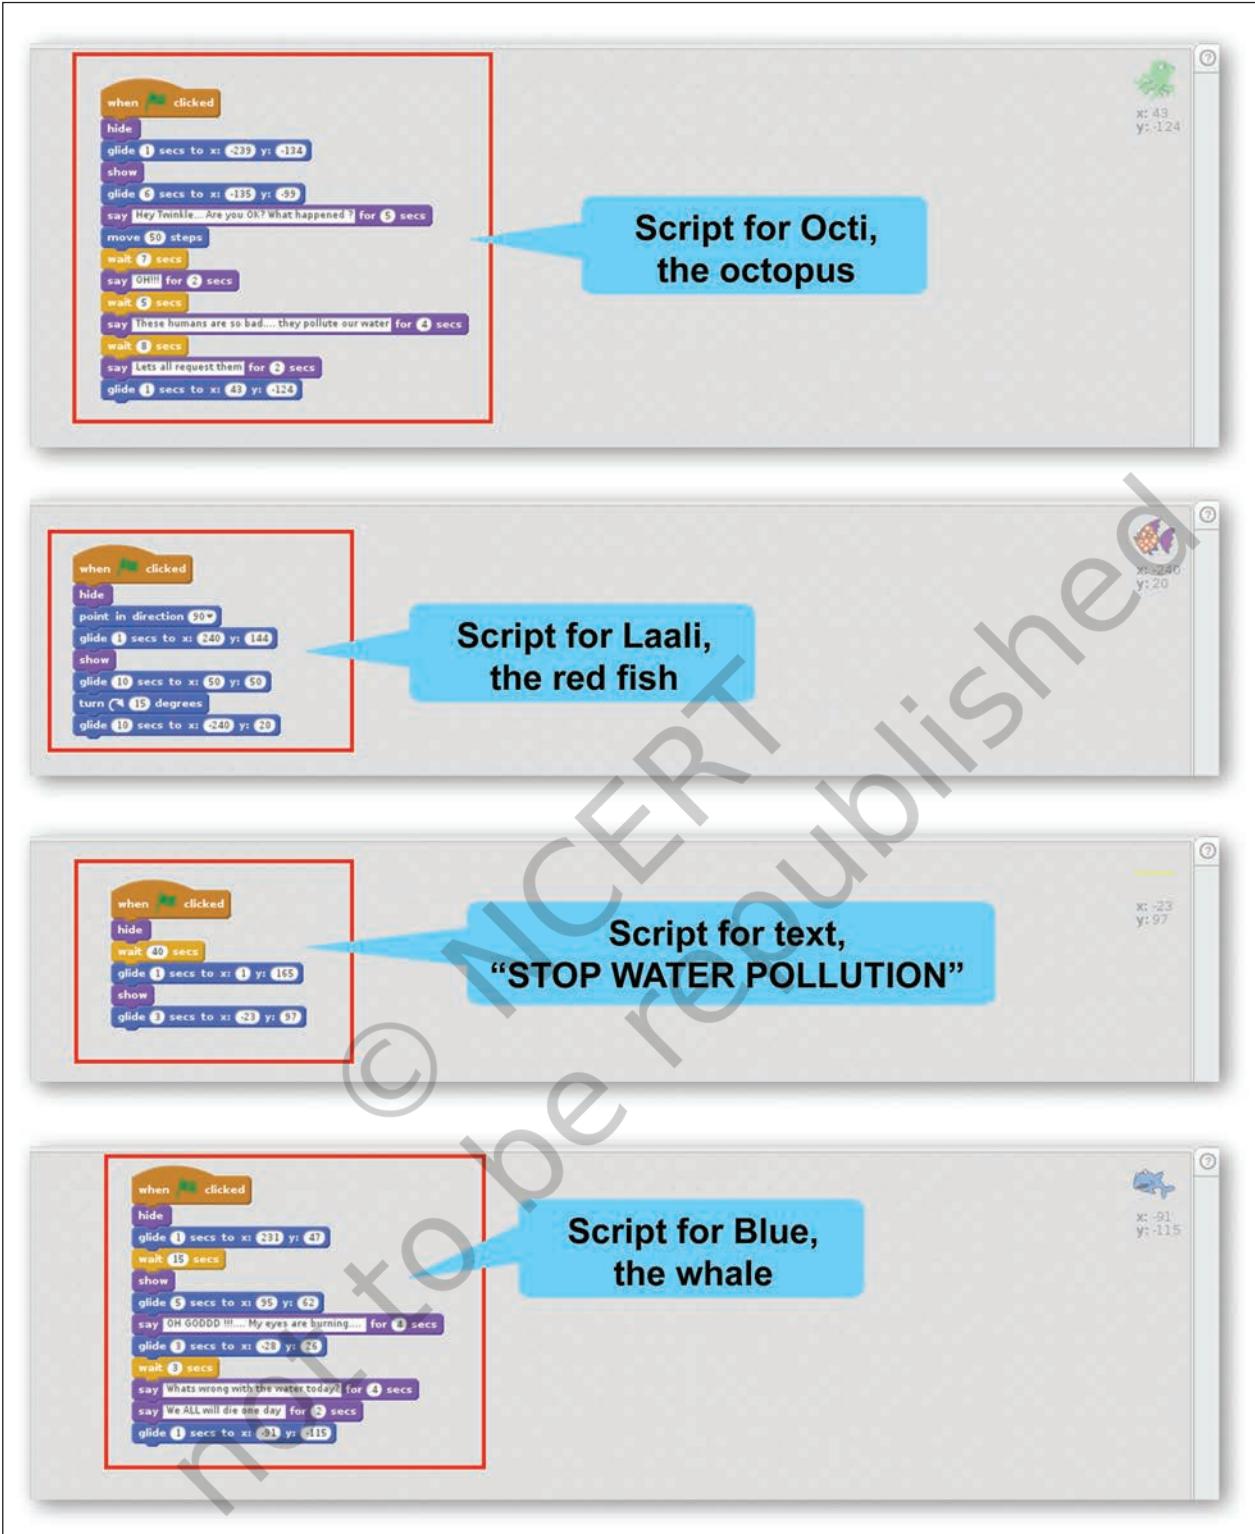 when clicked
hide
glide 1 secs to x: -239 y: -134
show
glide 6 secs to x: -135 y: -99
say Hey Twinkle... Are you OK? What happened ? for 5 secs
move 50 steps
wait 7 secs
say OH!!! for 2 secs
wait 5 secs
say These humans are so bad.... they pollute our water for 4 secs
wait 8 secs
say Lets all request them for 2 secs
glide 1 secs to x: 43 y: -124
Script for Octi,
the octopus
x: 43
y: -124
when clicked
hide
point in direction 90
glide 1 secs to x: 240 y: 144
show
glide 10 secs to x: 50 y: 50
turn 15 degrees
glide 10 secs to x: -240 y: 20
Script for Laali,
the red fish
x: -240
y: 20
when clicked
hide
wait 40 secs
glide 1 secs to x: 1 y: 165
show
glide 3 secs to x: -23 y: 97
Script for text,
“STOP WATER POLLUTION”
x: -23
y: 97
when clicked
hide
glide 1 secs to x: 231 y: 47
wait 15 secs
show
glide 5 secs to x: 95 y: 62
say OH GODDD !!!.... My eyes are burning.... for 4 secs
glide 3 secs to x: -28 y: 26
wait 3 secs
say Whats wrong with the water today? for 4 secs
say We ALL will die one day for 2 secs
glide 1 secs to x: -91 y: -115
Script for Blue,
the whale
x: -91
y: -115
© NCERT
not to be republished